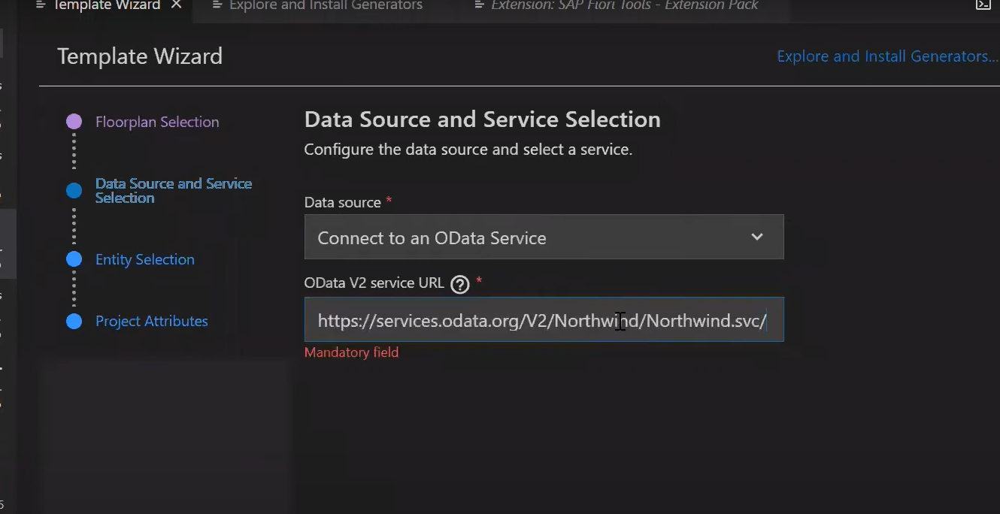 Template Wizard
Explore and Install Generators
Extension: SAP Fiori Tools - Extension Pack
Template Wizard
Explore and Install Generators...
Floorplan Selection
Data Source and Service
Selection
Entity Selection
Project Attributes
Data Source and Service Selection
Configure the data source and select a service.
Data source *
Connect to an OData Service
OData V2 service URL ? *
https://services.odata.org/V2/Northwind/Northwind.svc/
Mandatory field